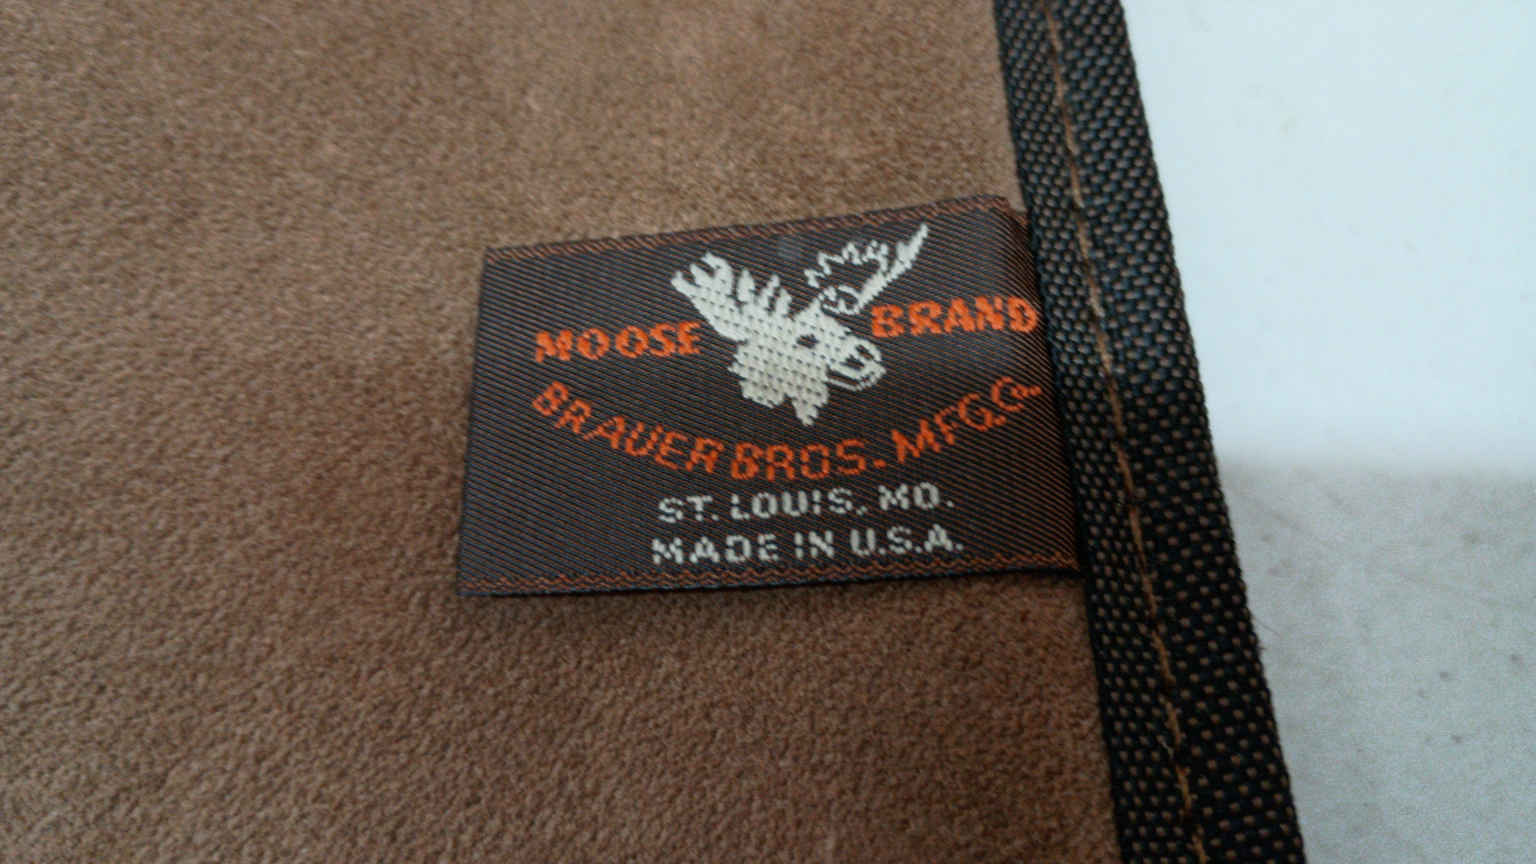 MOOSE BRAND
BRAUER BROS. MFG. Co.
ST. LOUIS, MO.
MADE IN U.S.A.